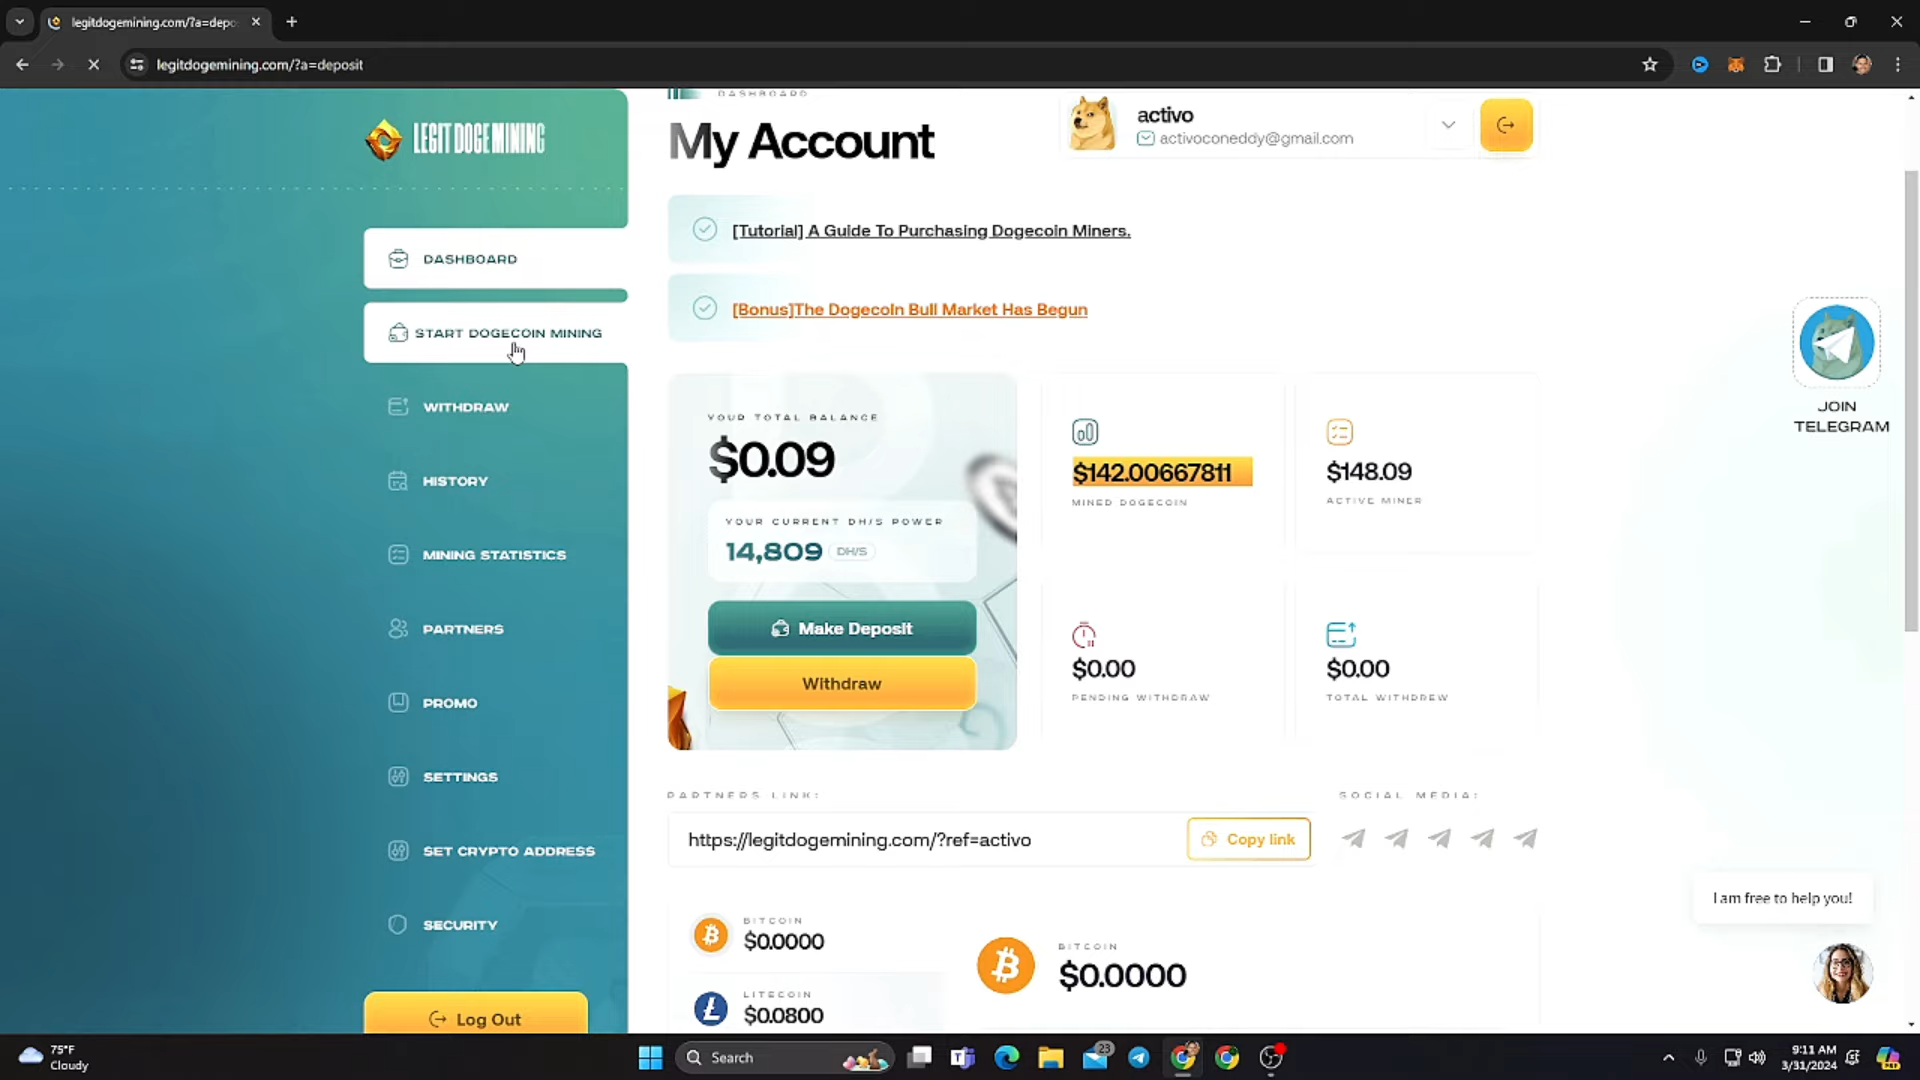 legitdogemining.com/?a=depo
legitdogemining.com/?a=deposit
LEGIT DOGE MINING
DASHBOARD
START DOGECOIN MINING
WITHDRAW
HISTORY
MINING STATISTICS
PARTNERS
PROMO
SETTINGS
SET CRYPTO ADDRESS
SECURITY
Log Out
DASHBOARD
My Account
activo
activoconeddy@gmail.com
[Tutorial] A Guide To Purchasing Dogecoin Miners.
[Bonus]The Dogecoin Bull Market Has Begun
YOUR TOTAL BALANCE
$0.09
YOUR CURRENT DH/S POWER
14,809 DH/S
Make Deposit
Withdraw
$142.00667811
MINED DOGECOIN
$148.09
ACTIVE MINER
$0.00
PENDING WITHDRAW
$0.00
TOTAL WITHDREW
PARTNERS LINK:
https://legitdogemining.com/?ref=activo
Copy link
SOCIAL MEDIA:
BITCOIN
$0.0000
LITECOIN
$0.0800
BITCOIN
$0.0000
JOIN
TELEGRAM
I am free to help you!
75°F
Cloudy
Search
23
9:11 AM
3/31/2024